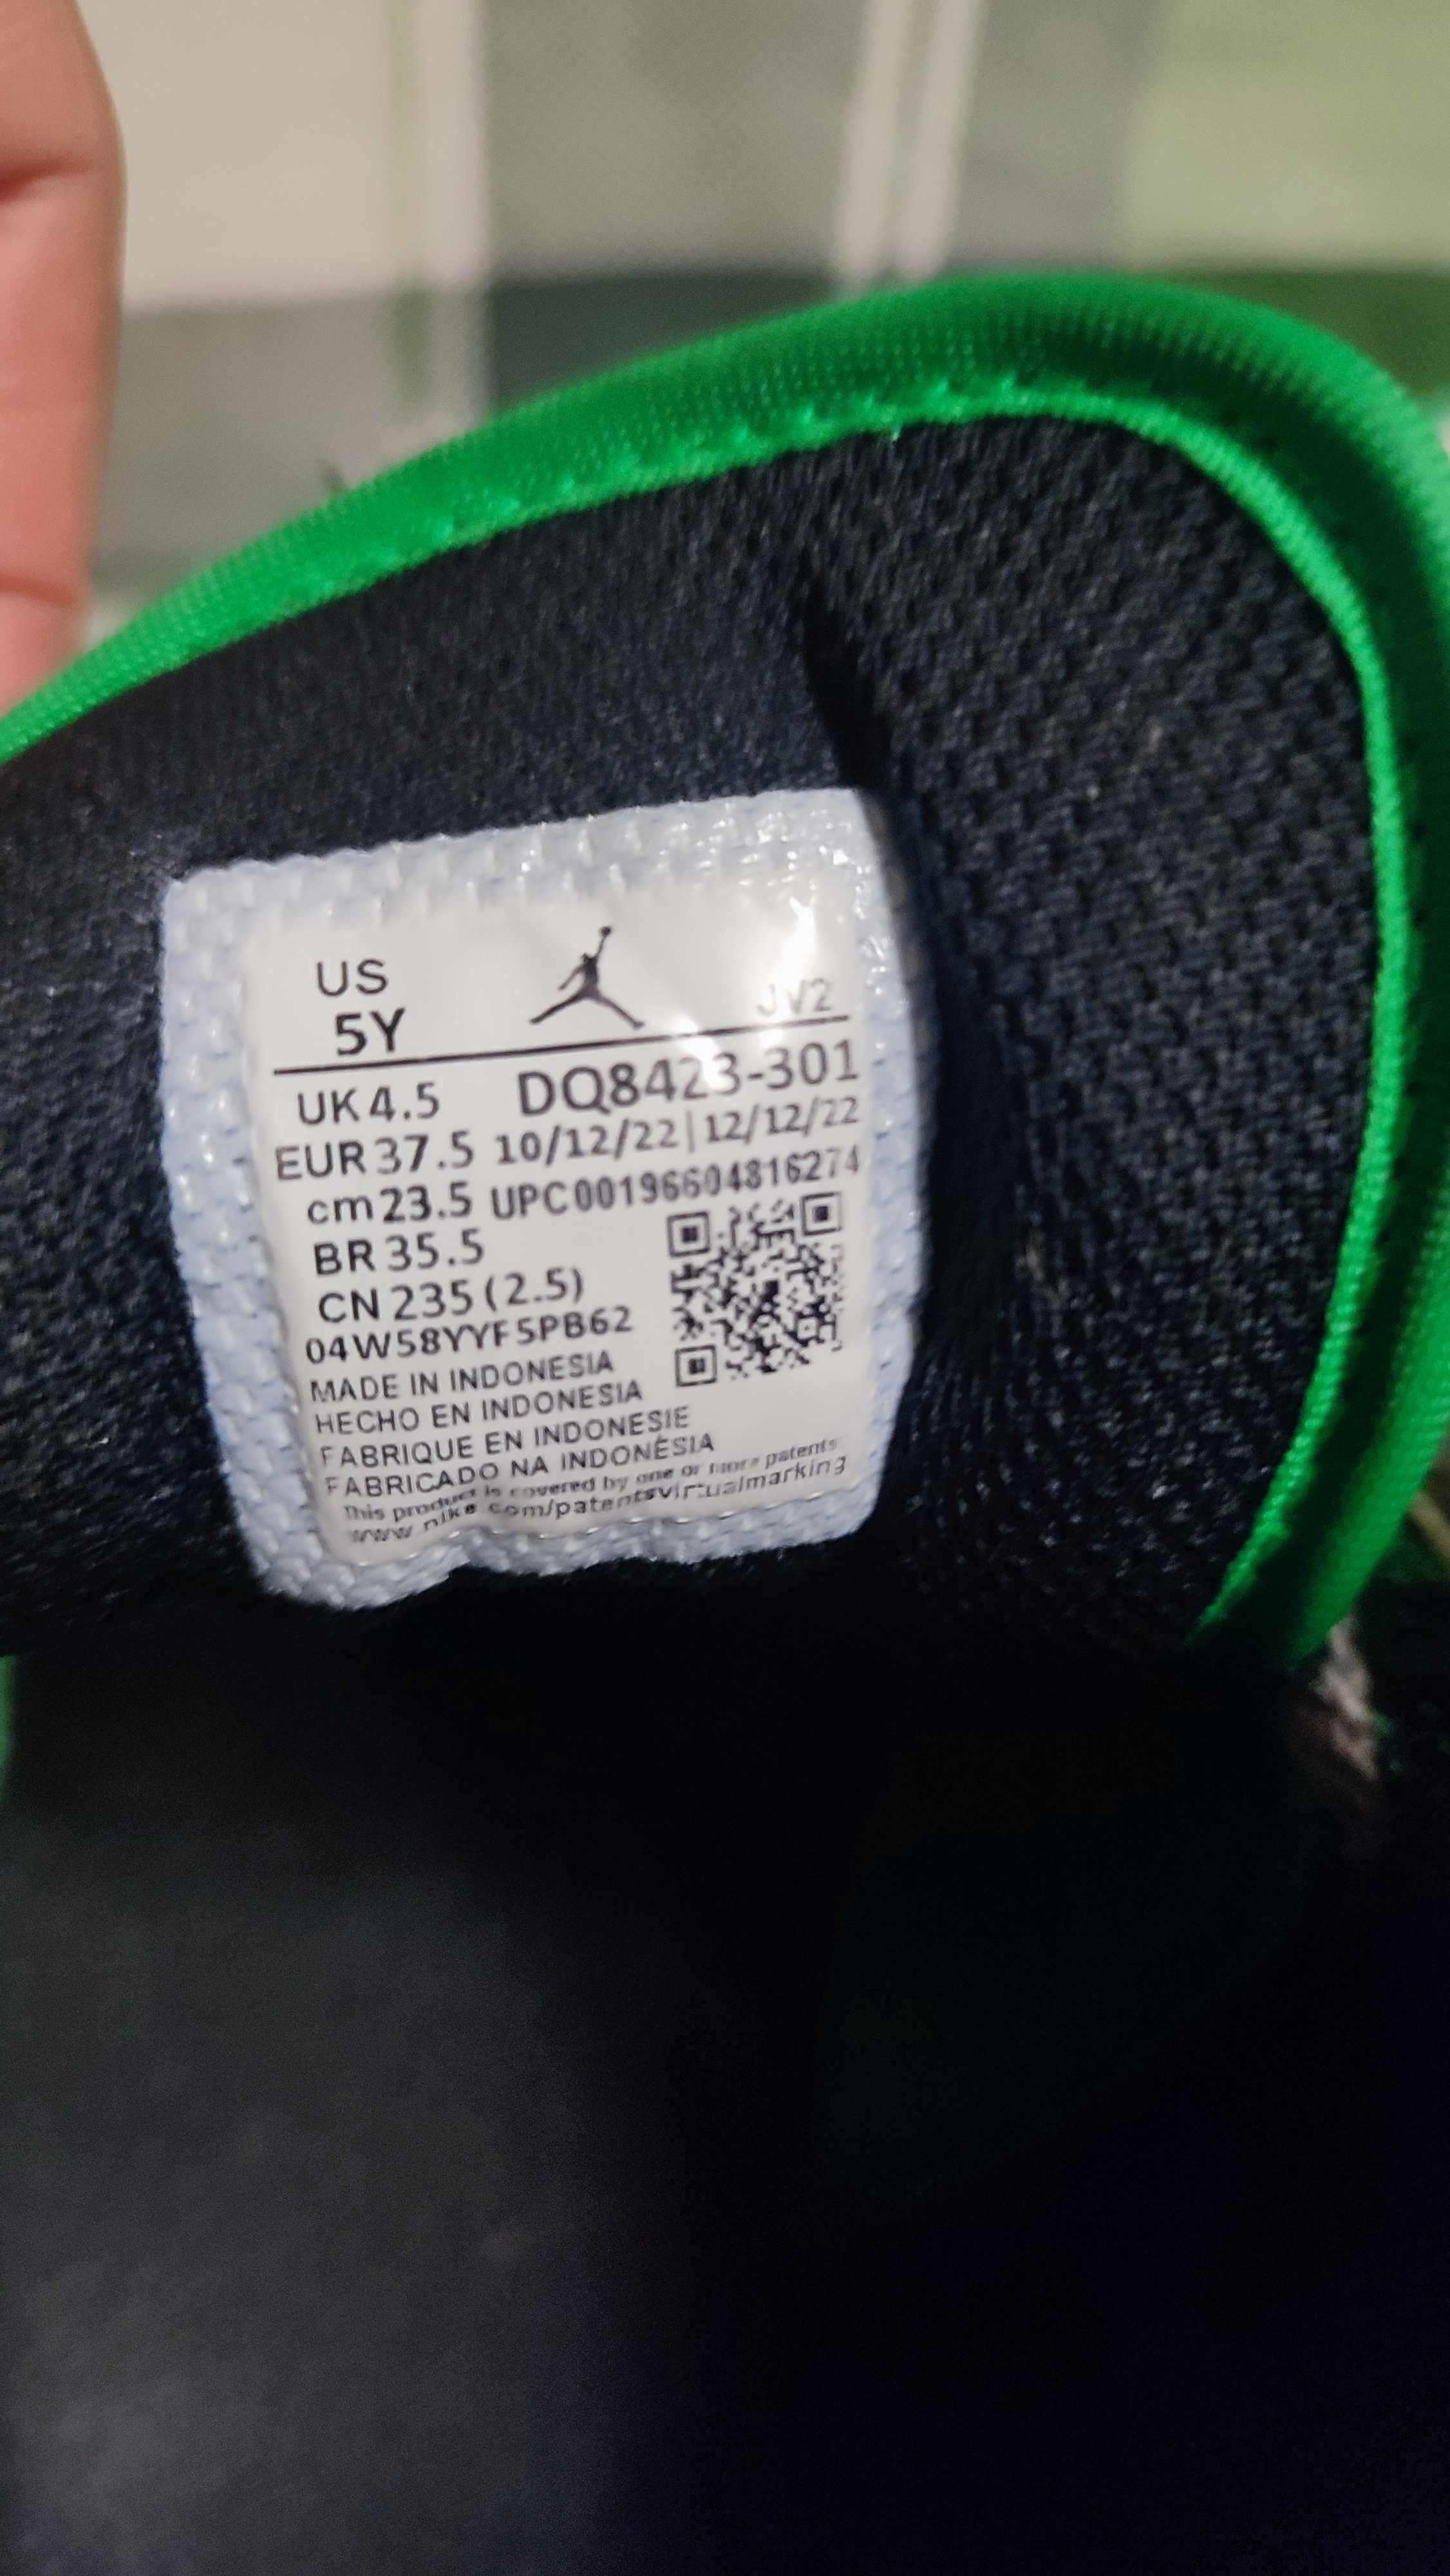 US
5Y
JV2
UK 4.5 DQ8423-301
EUR 37.5 10/12/22|12/12/22
cm 23.5 UPC00196604816274
BR 35.5
CN 235 (2.5)
04W58YYF5PB62
MADE IN INDONESIA
HECHO EN INDONESIA
FABRIQUE EN INDONESIE
FABRICADO NA INDONÉSIA
This product is covered by one or more patents
www.nike.com/patentsvirtualmarking